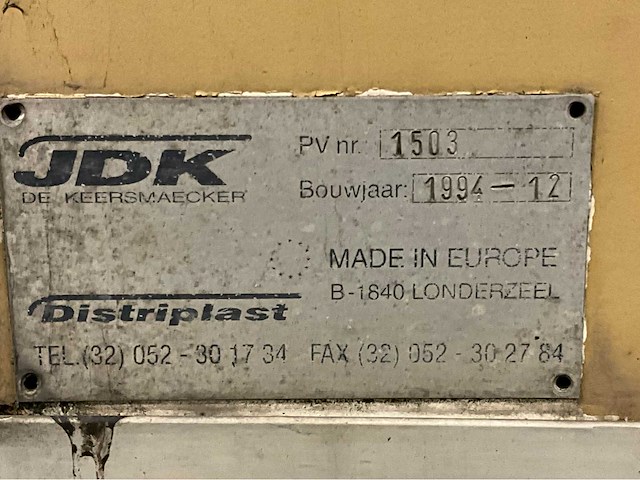 JDK
DE KEERSMAECKER
PV nr. 1503
Bouwjaar: 1994-12
MADE IN EUROPE
B-1840 LONDERZEEL
Distriplast
TEL.(32) 052-30 17 34 FAX (32) 052-30 27 84